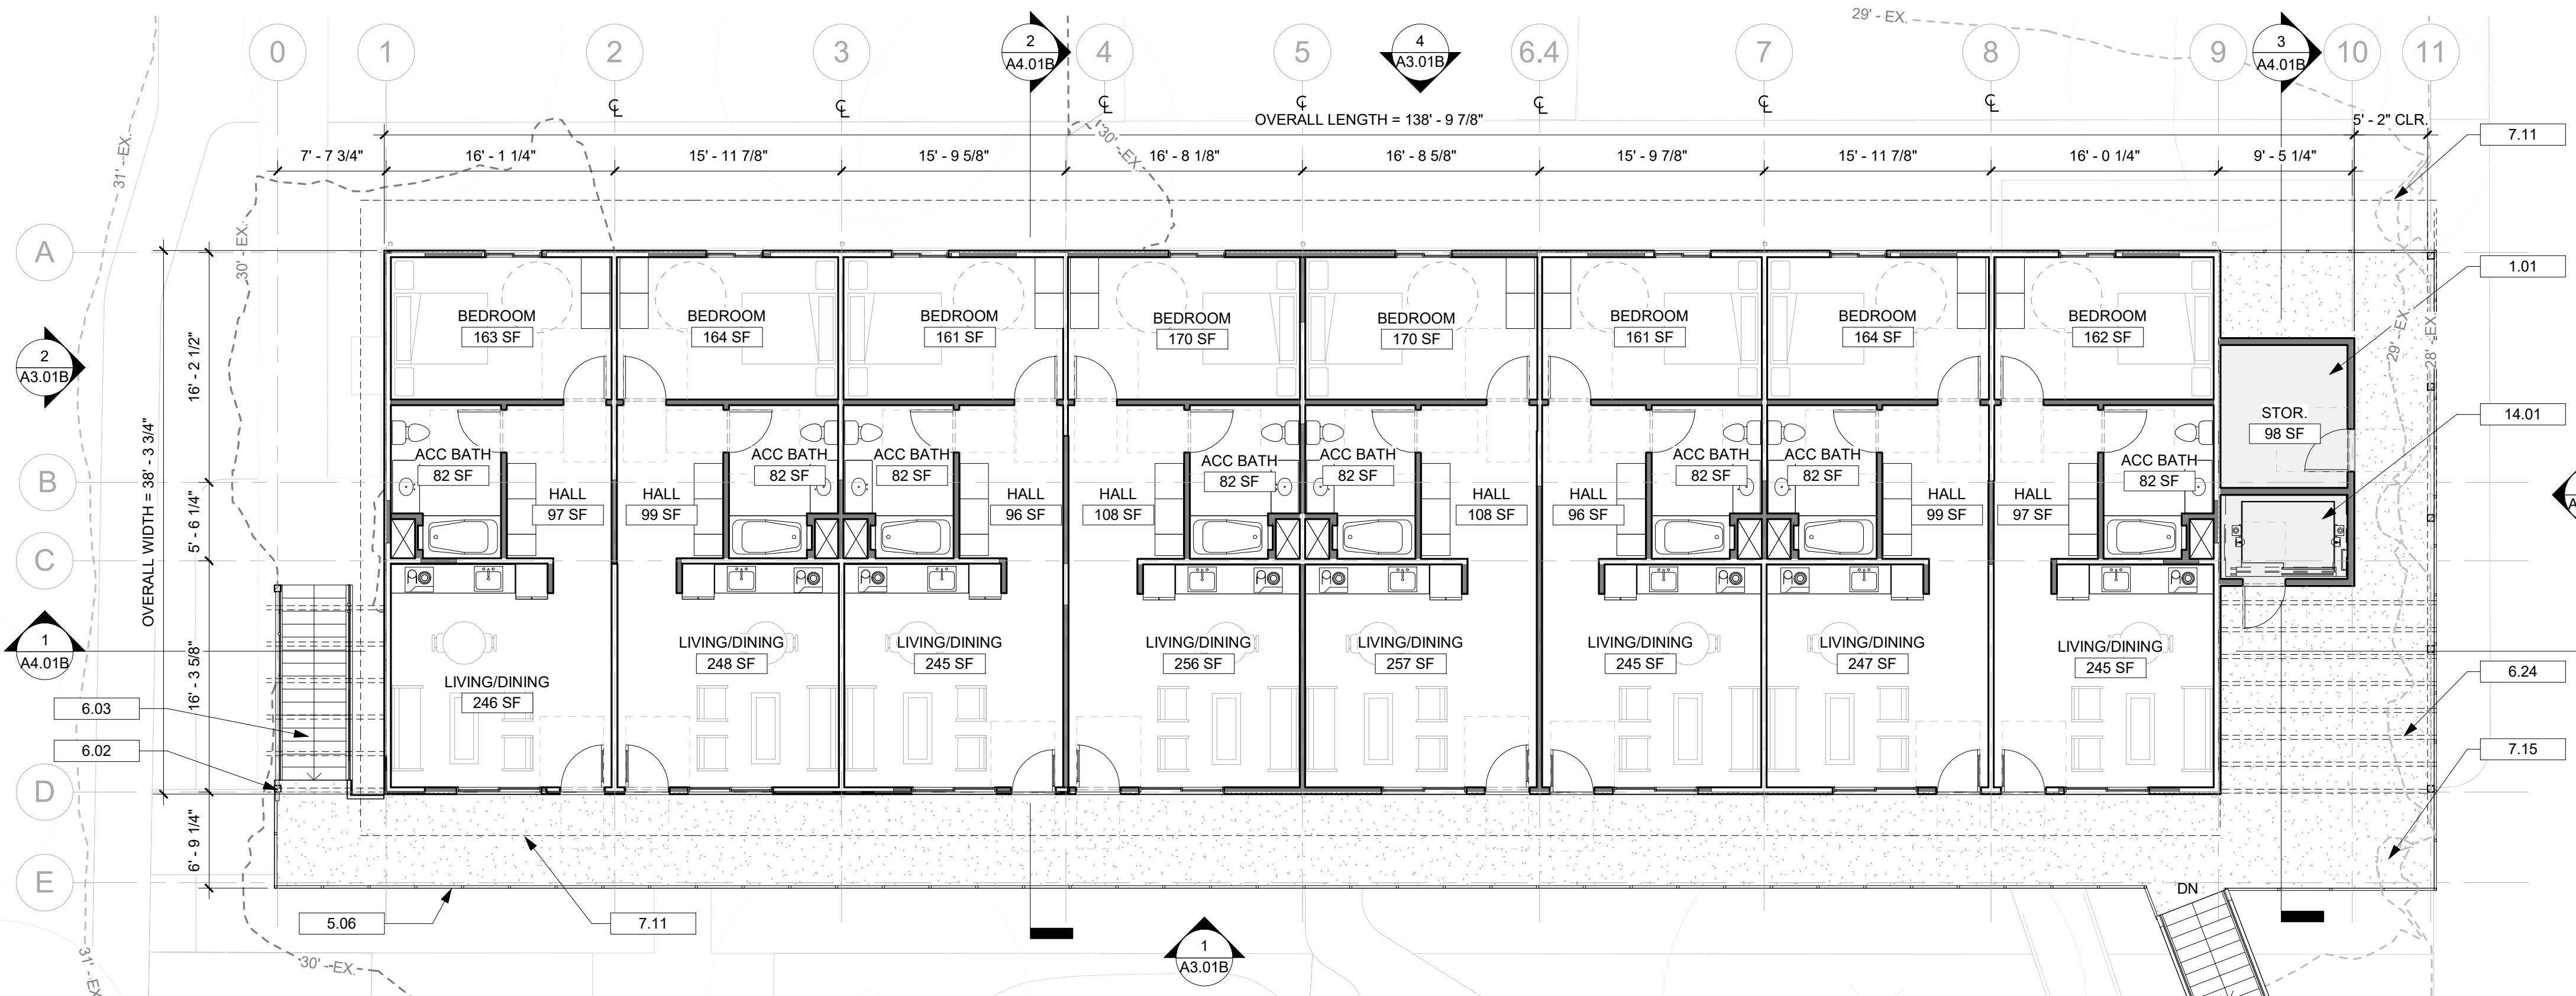 29' - EX.
0 1 2 3 4 5 6.4 7 8 9 10 11
2
A4.01B
4
A3.01B
3
A4.01B
OVERALL LENGTH = 138' - 9 7/8"
5' - 2" CLR.
7.11
7' - 7 3/4" 16' - 1 1/4" 15' - 11 7/8" 15' - 9 5/8" 16' - 8 1/8" 16' - 8 5/8" 15' - 9 7/8" 15' - 11 7/8" 16' - 0 1/4" 9' - 5 1/4"
31' - EX.
30' - EX.
30' - EX.
A
1.01
BEDROOM BEDROOM BEDROOM BEDROOM BEDROOM BEDROOM BEDROOM BEDROOM
163 SF 164 SF 161 SF 170 SF 170 SF 161 SF 164 SF 162 SF
29' - EX.
28' - EX.
2
A3.01B
16' - 2 1/2"
STOR.
98 SF
14.01
ACC BATH ACC BATH ACC BATH ACC BATH ACC BATH ACC BATH ACC BATH ACC BATH
82 SF 82 SF 82 SF 82 SF 82 SF 82 SF 82 SF 82 SF
B
HALL HALL HALL HALL HALL HALL HALL HALL
97 SF 99 SF 96 SF 108 SF 108 SF 96 SF 99 SF 97 SF
OVERALL WIDTH = 38' - 3 3/4"
5' - 6 1/4"
C
1
A4.01B
LIVING/DINING LIVING/DINING LIVING/DINING LIVING/DINING LIVING/DINING LIVING/DINING LIVING/DINING LIVING/DINING
246 SF 248 SF 245 SF 256 SF 257 SF 245 SF 247 SF 245 SF
16' - 3 5/8"
6.24
6.03
6.02
7.15
D
6' - 9 1/4"
E
DN
5.06
7.11
1
A3.01B
31' - EX.
30' - EX.